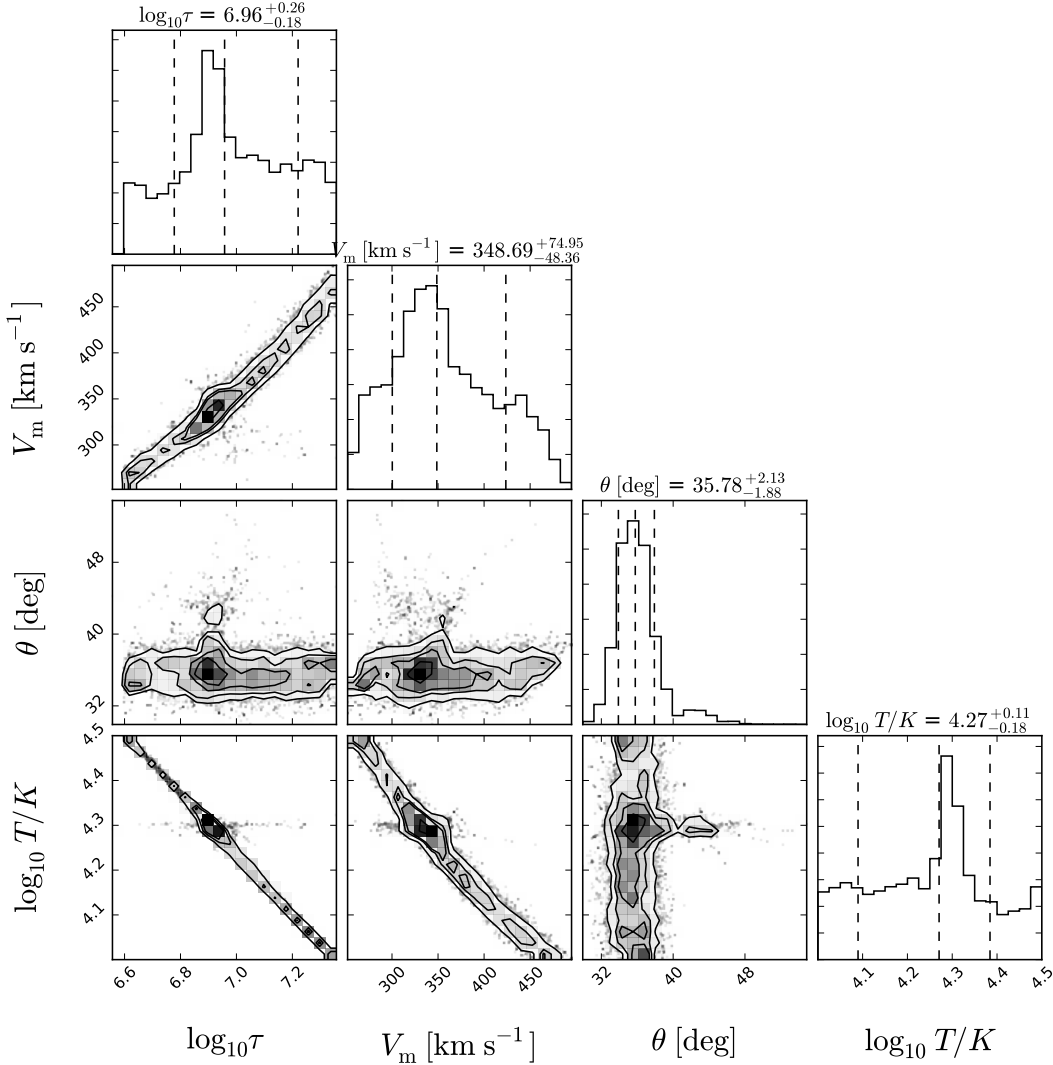 log₁₀τ = 6.96 +0.26 −0.18
V_m [km s⁻¹] = 348.69 +74.95 −48.36
450
400
350
300
V_m [km s⁻¹]
θ [deg] = 35.78 +2.13 −1.88
48
40
32
θ [deg]
log₁₀ T/K = 4.27 +0.11 −0.18
4.5
4.4
4.3
4.2
4.1
log₁₀ T/K
6.6 6.8 7.0 7.2
300 350 400 450
32 40 48
4.1 4.2 4.3 4.4 4.5
log₁₀τ
V_m [km s⁻¹]
θ [deg]
log₁₀ T/K